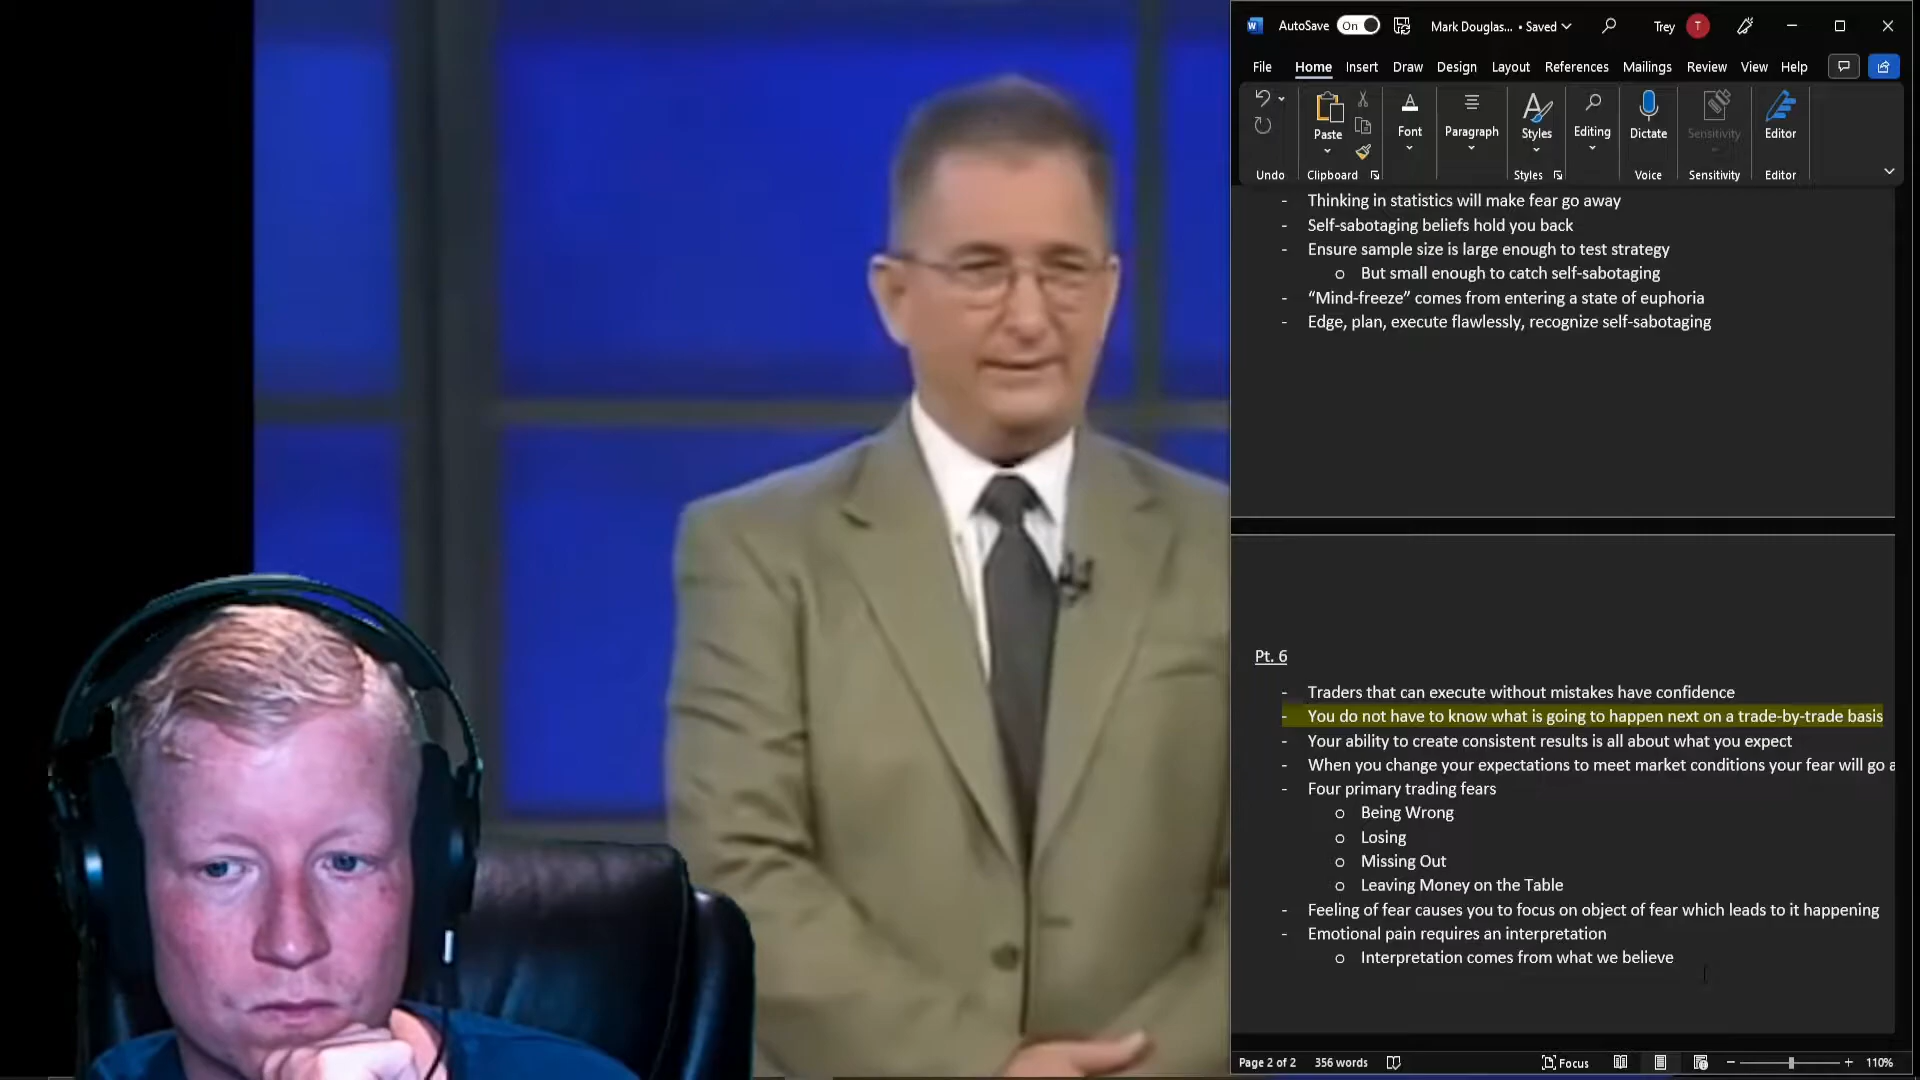 AutoSave On Mark Douglas... • Saved Trey T
File Home Insert Draw Design Layout References Mailings Review View Help
Paste Font Paragraph Styles Editing Dictate Sensitivity Editor
Undo Clipboard Styles Voice Sensitivity Editor
- Thinking in statistics will make fear go away
- Self-sabotaging beliefs hold you back
- Ensure sample size is large enough to test strategy
o But small enough to catch self-sabotaging
- “Mind-freeze” comes from entering a state of euphoria
- Edge, plan, execute flawlessly, recognize self-sabotaging
Pt. 6
- Traders that can execute without mistakes have confidence
- You do not have to know what is going to happen next on a trade-by-trade basis
- Your ability to create consistent results is all about what you expect
- When you change your expectations to meet market conditions your fear will go a
- Four primary trading fears
o Being Wrong
o Losing
o Missing Out
o Leaving Money on the Table
- Feeling of fear causes you to focus on object of fear which leads to it happening
- Emotional pain requires an interpretation
o Interpretation comes from what we believe
Page 2 of 2 356 words Focus 110%